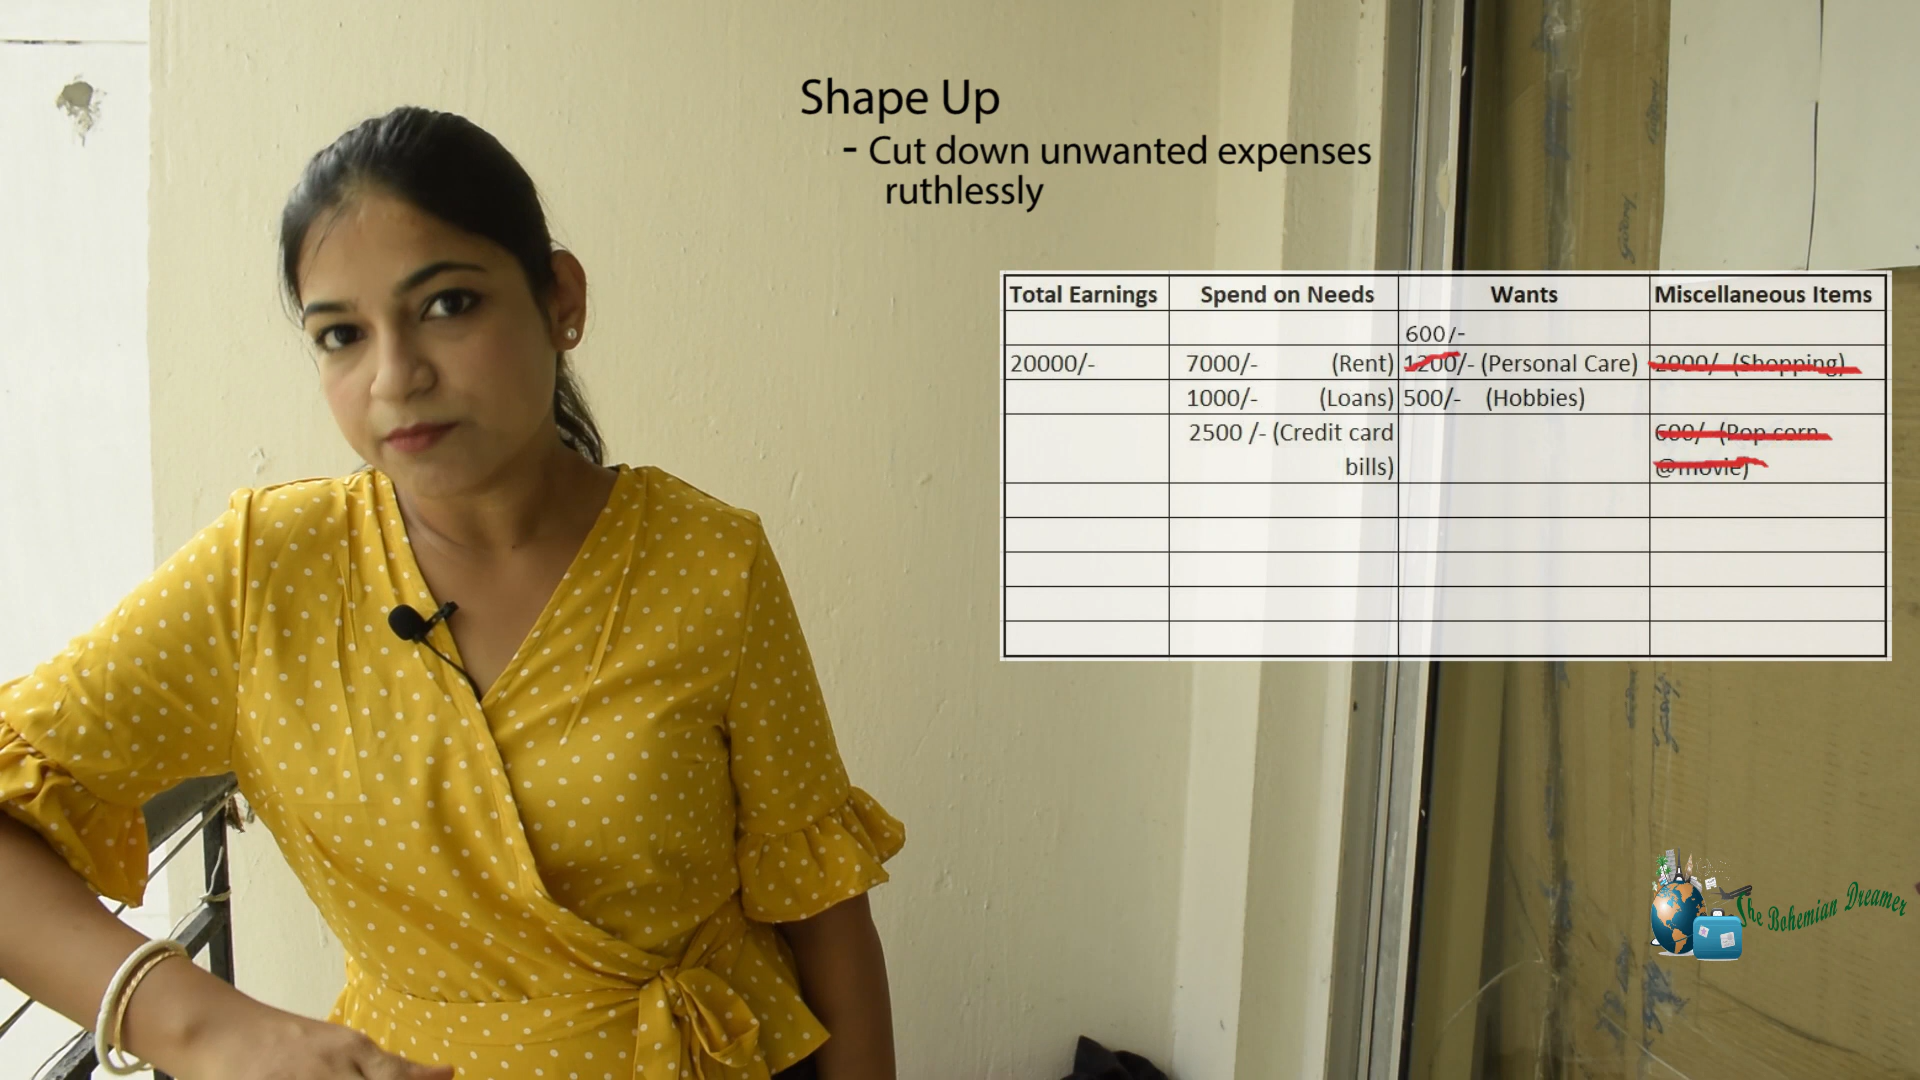 Shape Up
- Cut down unwanted expenses
ruthlessly
Total Earnings Spend on Needs Wants Miscellaneous Items
600/-
20000/- 7000/- (Rent) 1200/- (Personal Care) 2000/- (Shopping)
1000/- (Loans) 500/- (Hobbies)
2500 /- (Credit card 600/- (Pop corn
bills) @movie)
The Bohemian Dreamer